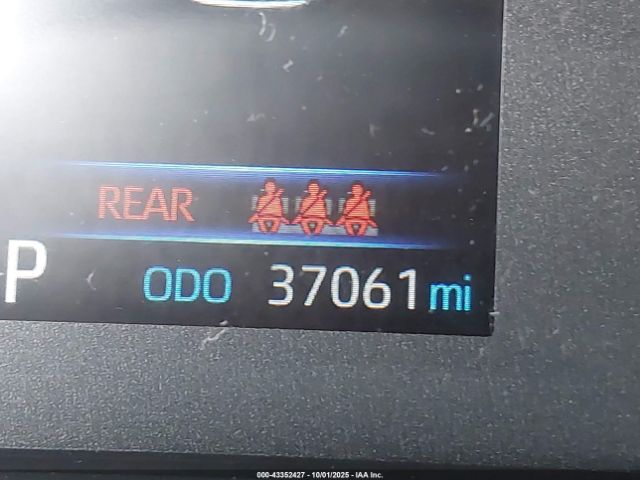 REAR
P ODO 37061 mi
000-43352427 - 10/01/2025 - IAA Inc.